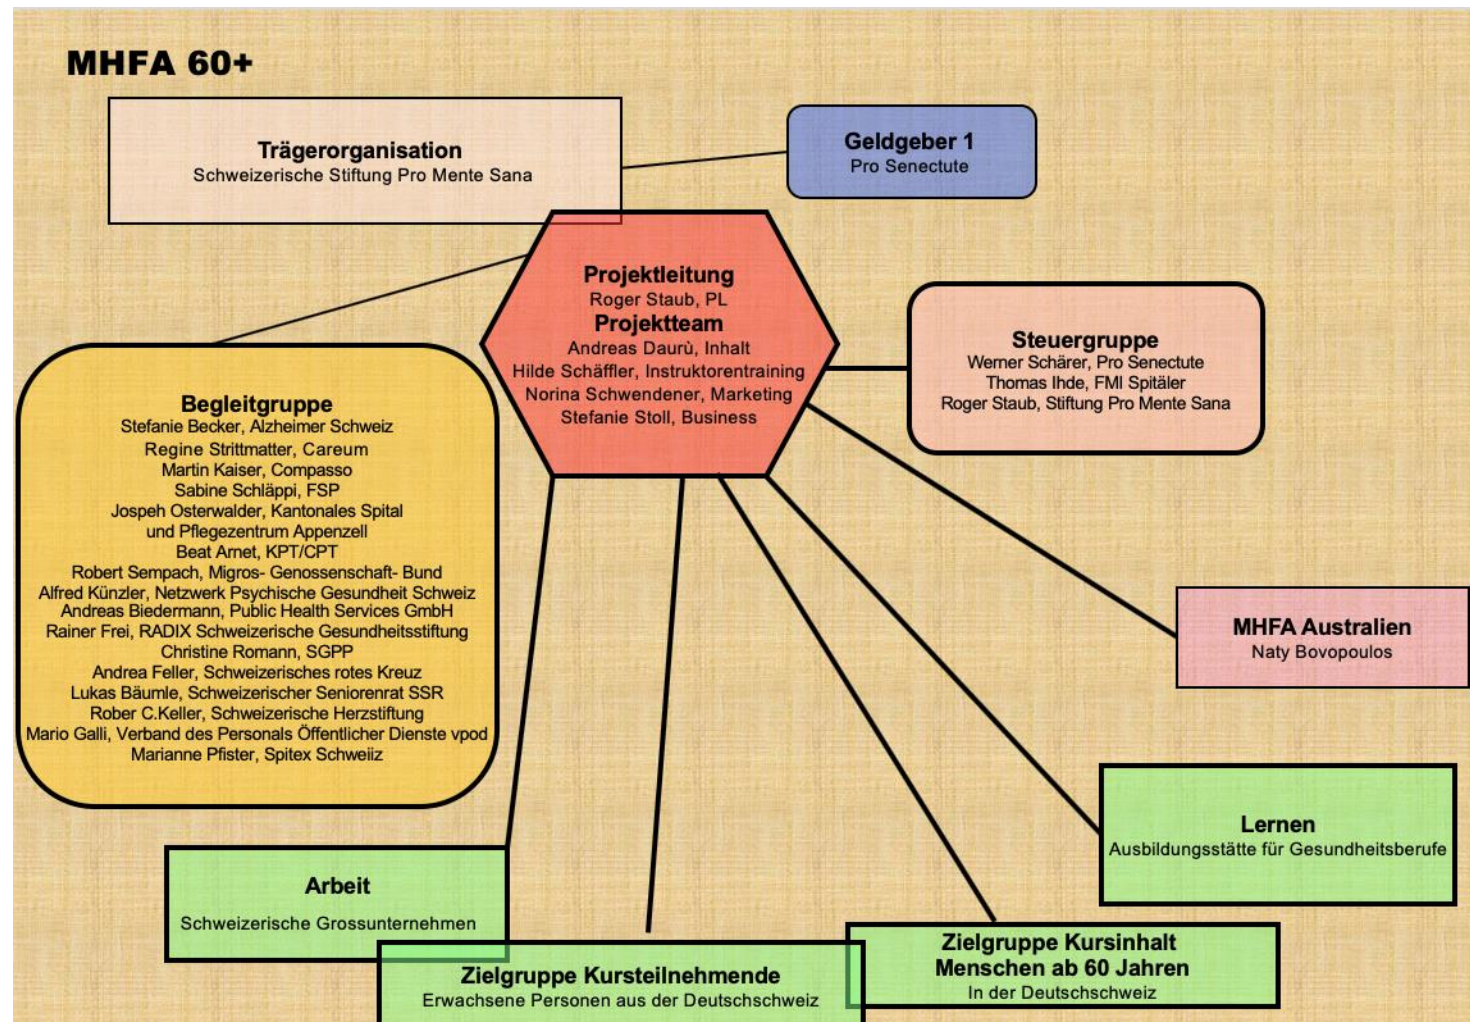 MHFA 60+
Trägerorganisation
Schweizerische Stiftung Pro Mente Sana
Geldgeber 1
Pro Senectute
Projektleitung
Roger Staub, PL
Projektteam
Andreas Daurù, Inhalt
Hilde Schäffler, Instruktorentraining
Norina Schwendener, Marketing
Stefanie Stoll, Business
Steuergruppe
Werner Schärer, Pro Senectute
Thomas Ihde, FMI Spitäler
Roger Staub, Stiftung Pro Mente Sana
Begleitgruppe
Stefanie Becker, Alzheimer Schweiz
Regine Strittmatter, Careum
Martin Kaiser, Compasso
Sabine Schläppi, FSP
Jospeh Osterwalder, Kantonales Spital
und Pflegezentrum Appenzell
Beat Arnet, KPT/CPT
Robert Sempach, Migros- Genossenschaft- Bund
Alfred Künzler, Netzwerk Psychische Gesundheit Schweiz
Andreas Biedermann, Public Health Services GmbH
Rainer Frei, RADIX Schweizerische Gesundheitsstiftung
Christine Romann, SGPP
Andrea Feller, Schweizerisches rotes Kreuz
Lukas Bäumle, Schweizerischer Seniorenrat SSR
Rober C.Keller, Schweizerische Herzstiftung
Mario Galli, Verband des Personals Öffentlicher Dienste vpod
Marianne Pfister, Spitex Schweiiz
MHFA Australien
Naty Bovopoulos
Lernen
Ausbildungsstätte für Gesundheitsberufe
Arbeit
Schweizerische Grossunternehmen
Zielgruppe Kursteilnehmende
Erwachsene Personen aus der Deutschschweiz
Zielgruppe Kursinhalt
Menschen ab 60 Jahren
In der Deutschschweiz